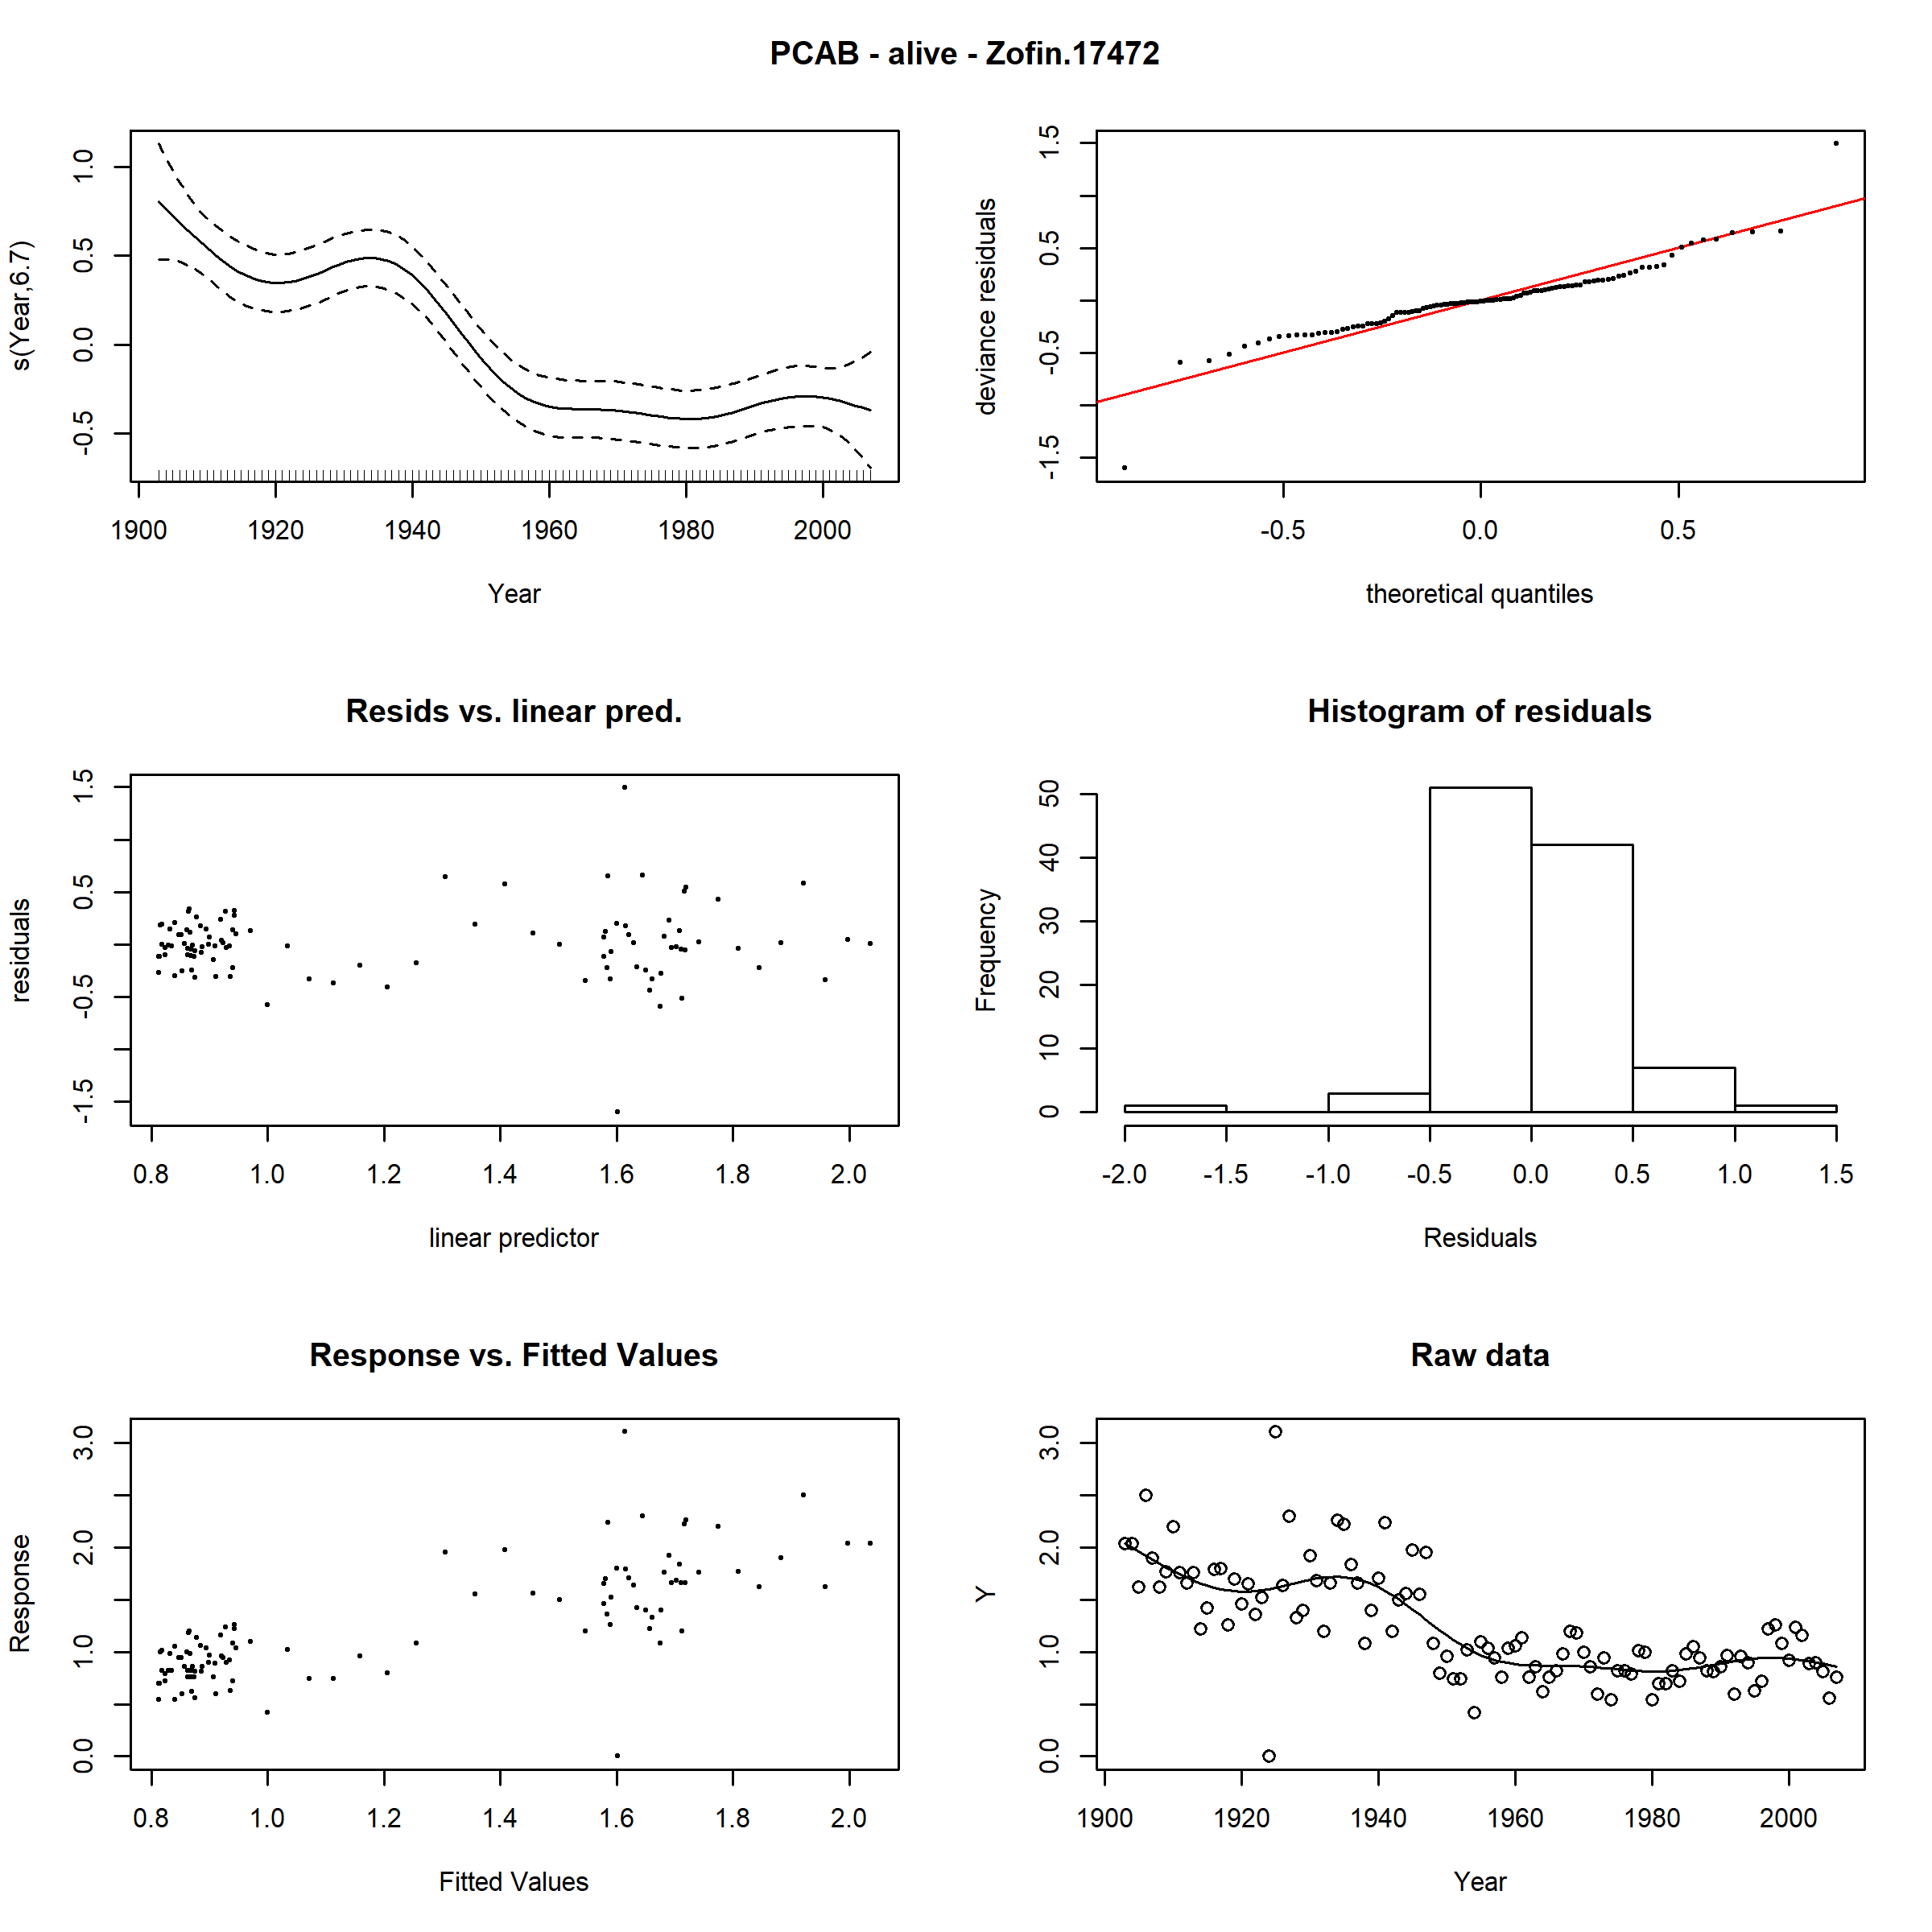 PCAB - alive - Zofin.17472
s(Year,6.7)
1.0
0.5
0.0
-0.5
1900 1920 1940 1960 1980 2000
Year
deviance residuals
1.5
0.5
-0.5
-1.5
-0.5 0.0 0.5
theoretical quantiles
Resids vs. linear pred.
residuals
1.5
0.5
-0.5
-1.5
0.8 1.0 1.2 1.4 1.6 1.8 2.0
linear predictor
Histogram of residuals
Frequency
50
40
30
20
10
0
-2.0 -1.5 -1.0 -0.5 0.0 0.5 1.0 1.5
Residuals
Response vs. Fitted Values
Response
3.0
2.0
1.0
0.0
0.8 1.0 1.2 1.4 1.6 1.8 2.0
Fitted Values
Raw data
Y
3.0
2.0
1.0
0.0
1900 1920 1940 1960 1980 2000
Year